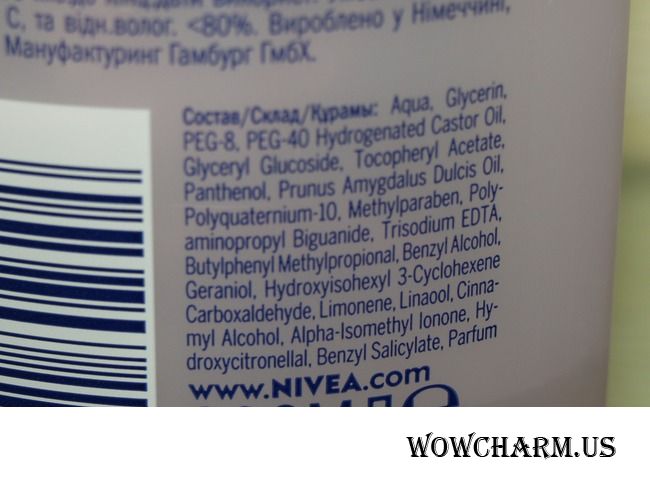 С, та відн.волог. <80%. Вироблено у Німеччині,
Мануфактуринг Гамбург ГмбХ.
Состав/Склад/Құрамы: Aqua, Glycerin,
PEG-8, PEG-40 Hydrogenated Castor Oil,
Glyceryl Glucoside, Tocopheryl Acetate,
Panthenol, Prunus Amygdalus Dulcis Oil,
Polyquaternium-10, Methylparaben, Poly-
aminopropyl Biguanide, Trisodium EDTA,
Butylphenyl Methylpropional, Benzyl Alcohol,
Geraniol, Hydroxyisohexyl 3-Cyclohexene
Carboxaldehyde, Limonene, Linaool, Cinna-
myl Alcohol, Alpha-Isomethyl Ionone, Hy-
droxycitronellal, Benzyl Salicylate, Parfum
www.NIVEA.com
WOWCHARM.US